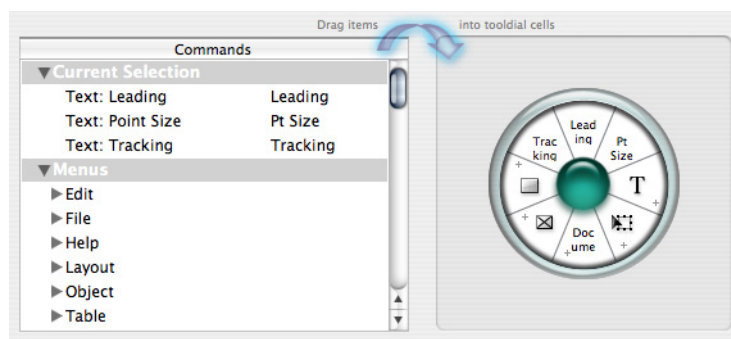 Drag items
into tooldial cells
Commands
Current Selection
Text: Leading Leading
Text: Point Size Pt Size
Text: Tracking Tracking
Menus
Edit
File
Help
Layout
Object
Table
Lead
ing
Trac
king
Pt
Size
T
Doc
ume